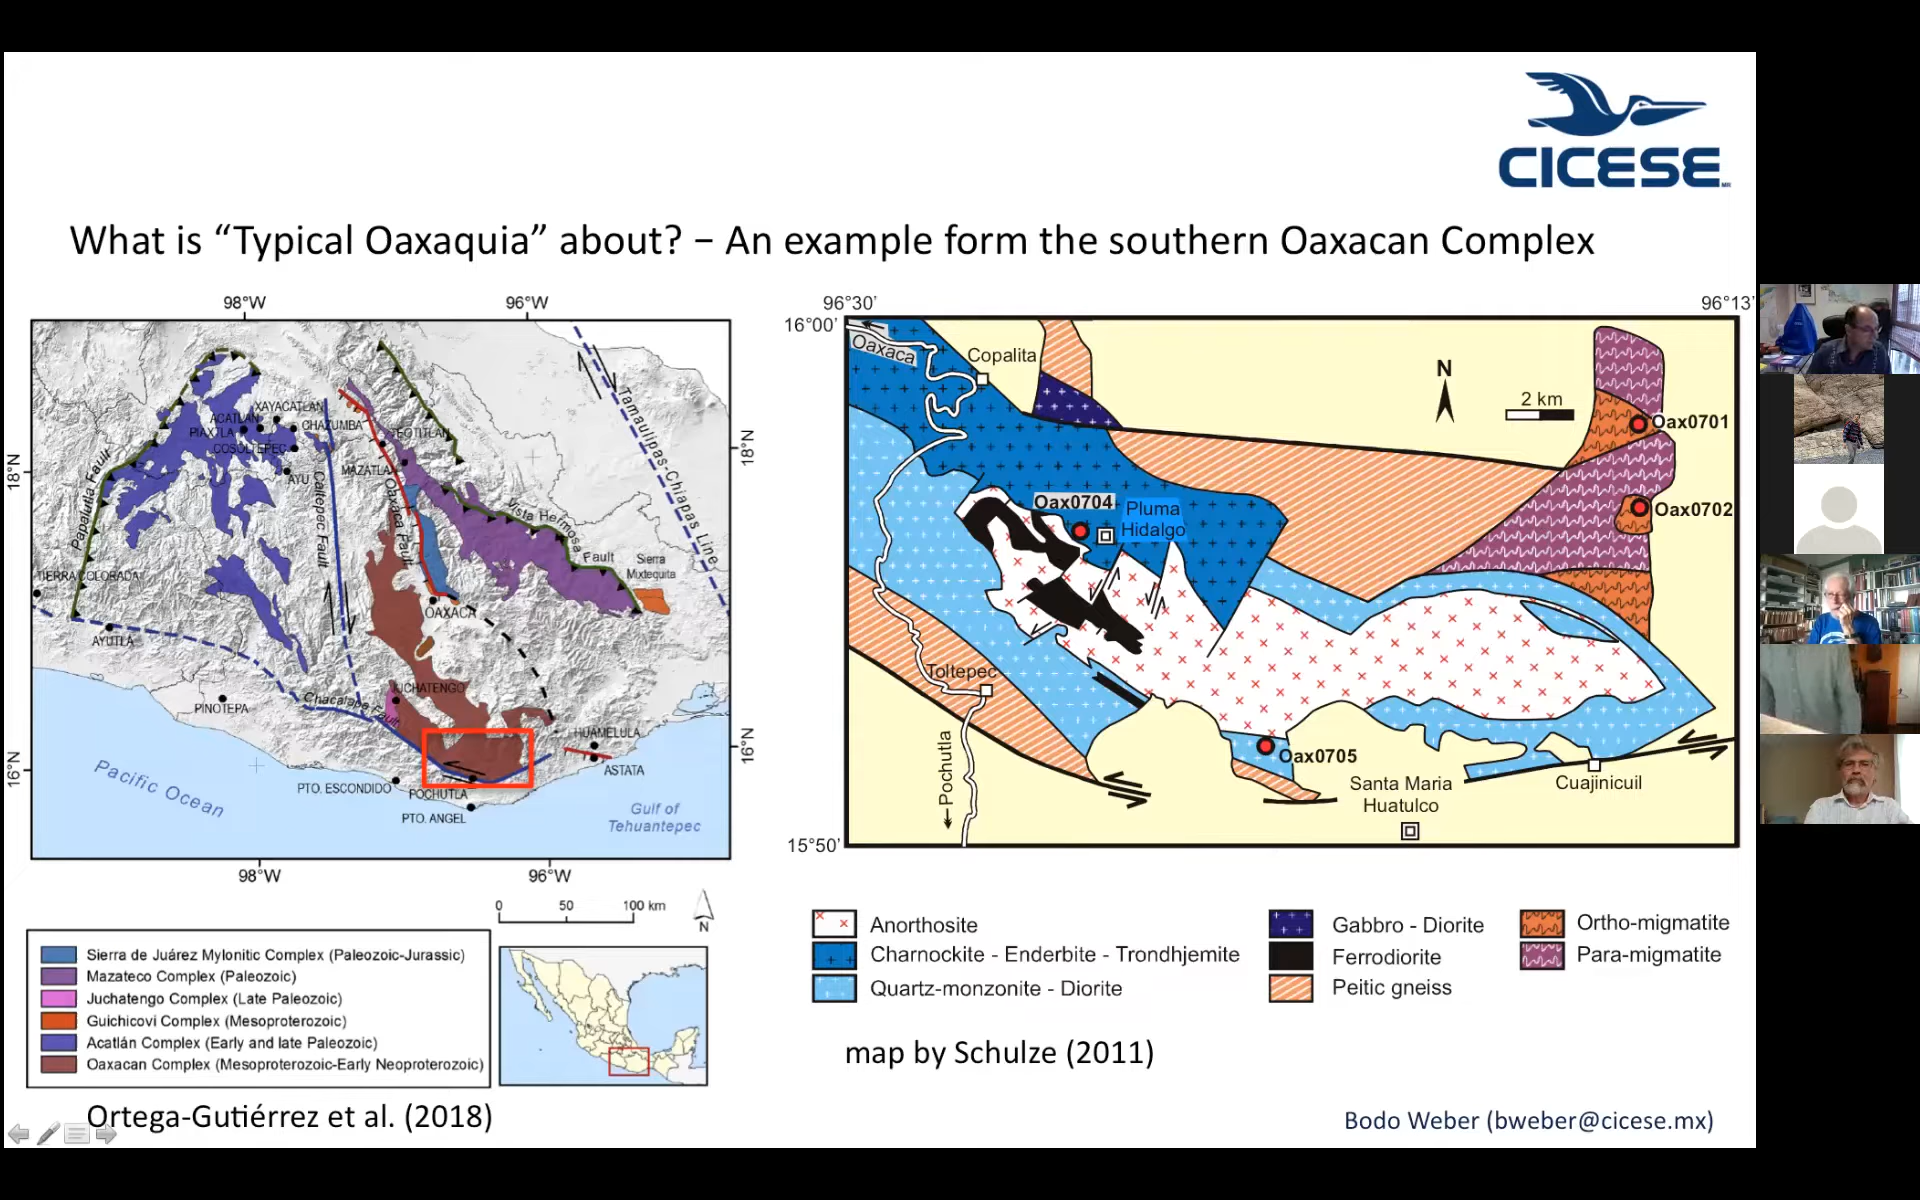 CICESE
What is “Typical Oaxaquia” about? – An example form the southern Oaxacan Complex
98°W
96°W
18°N
16°N
18°N
16°N
98°W
96°W
Papalutla Fault
ACATLAN
XAYACATLAN
PIAXTLA
CHAZUMBA
COSOLTEPEC
AYU
Caltepec Fault
TEOTITLAN
MAZATLAN
Oaxaca Fault
Vista Hermosa
Fault
Tamaulipas-Chiapas Line
Sierra
Mixtequita
TIERRA COLORADA
AYUTLA
OAXACA
JUCHATENGO
Chacalapa Fault
PINOTEPA
HUAMELULA
ASTATA
PTO. ESCONDIDO
POCHUTLA
PTO. ANGEL
Pacific Ocean
Gulf of
Tehuantepec
0 50 100 km
N
Sierra de Juárez Mylonitic Complex (Paleozoic-Jurassic)
Mazateco Complex (Paleozoic)
Juchatengo Complex (Late Paleozoic)
Guichicovi Complex (Mesoproterozoic)
Acatlán Complex (Early and late Paleozoic)
Oaxacan Complex (Mesoproterozoic-Early Neoproterozoic)
Ortega-Gutiérrez et al. (2018)
96°30’
96°13’
16°00’
15°50’
Oaxaca
Copalita
N
2 km
Oax0701
Oax0702
Oax0704
Pluma
Hidalgo
Toltepec
Pochutla
Oax0705
Santa Maria
Huatulco
Cuajinicuil
Anorthosite
Charnockite - Enderbite - Trondhjemite
Quartz-monzonite - Diorite
Gabbro - Diorite
Ferrodiorite
Peitic gneiss
Ortho-migmatite
Para-migmatite
map by Schulze (2011)
Bodo Weber (bweber@cicese.mx)